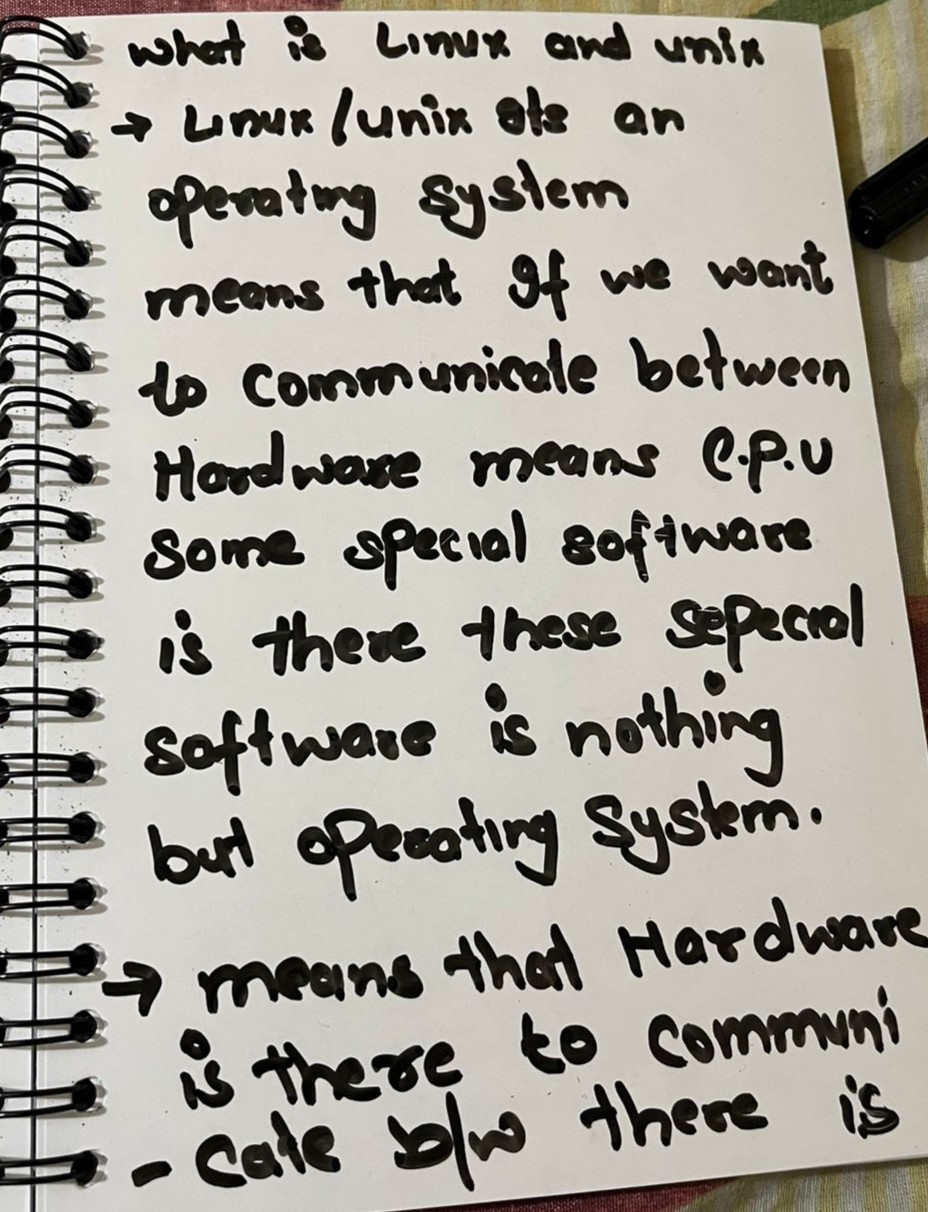 what is Linux and unix
→ Linux/unix its an
operating system
means that If we want
to communicate between
Hardware means C.P.U
some special software
is there these sepecial
software is nothing
but operating system.
→ means that Hardware
is there to communi
- cate b/w there is